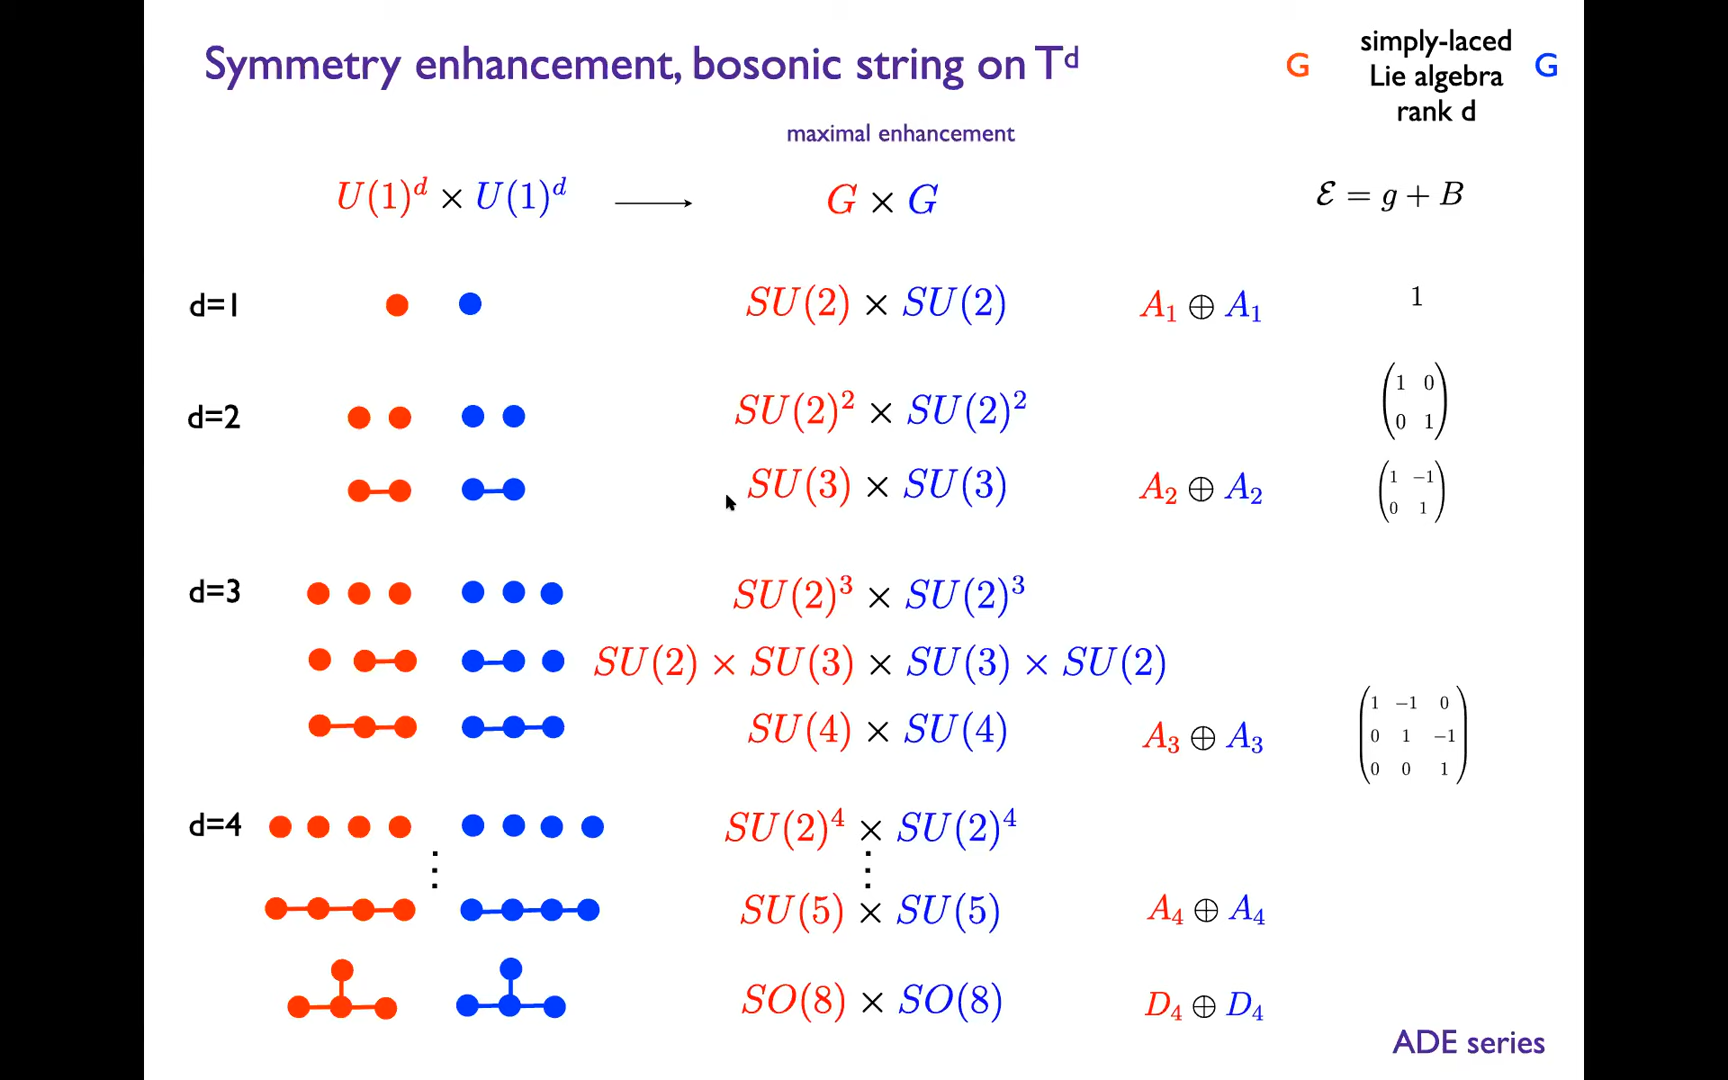 Symmetry enhancement, bosonic string on Tᵈ
G simply-laced Lie algebra rank d G
maximal enhancement
U(1)ᵈ × U(1)ᵈ ⟶ G × G ℰ = g + B
d=1 SU(2) × SU(2) A₁ ⊕ A₁ 1
d=2 SU(2)² × SU(2)² (1 0
0 1)
SU(3) × SU(3) A₂ ⊕ A₂ (1 −1
0 1)
d=3 SU(2)³ × SU(2)³
SU(2) × SU(3) × SU(3) × SU(2)
SU(4) × SU(4) A₃ ⊕ A₃ (1 −1 0
0 1 −1
0 0 1)
d=4 SU(2)⁴ × SU(2)⁴
⋮ ⋮
SU(5) × SU(5) A₄ ⊕ A₄
SO(8) × SO(8) D₄ ⊕ D₄
ADE series